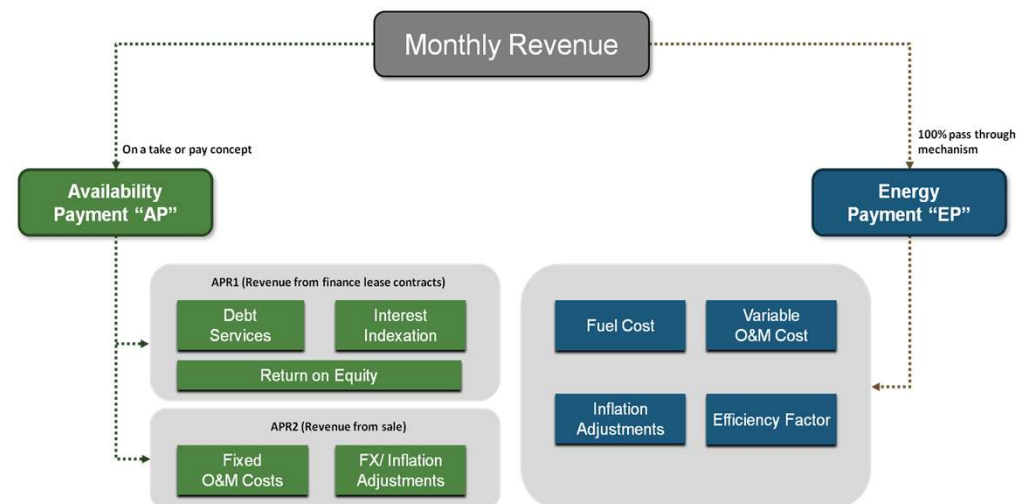 Monthly Revenue
On a take or pay concept
100% pass through
mechanism
Availability
Payment “AP”
Energy
Payment “EP”
APR1 (Revenue from finance lease contracts)
Debt
Services
Interest
Indexation
Return on Equity
APR2 (Revenue from sale)
Fixed
O&M Costs
FX/ Inflation
Adjustments
Fuel Cost
Variable
O&M Cost
Inflation
Adjustments
Efficiency Factor